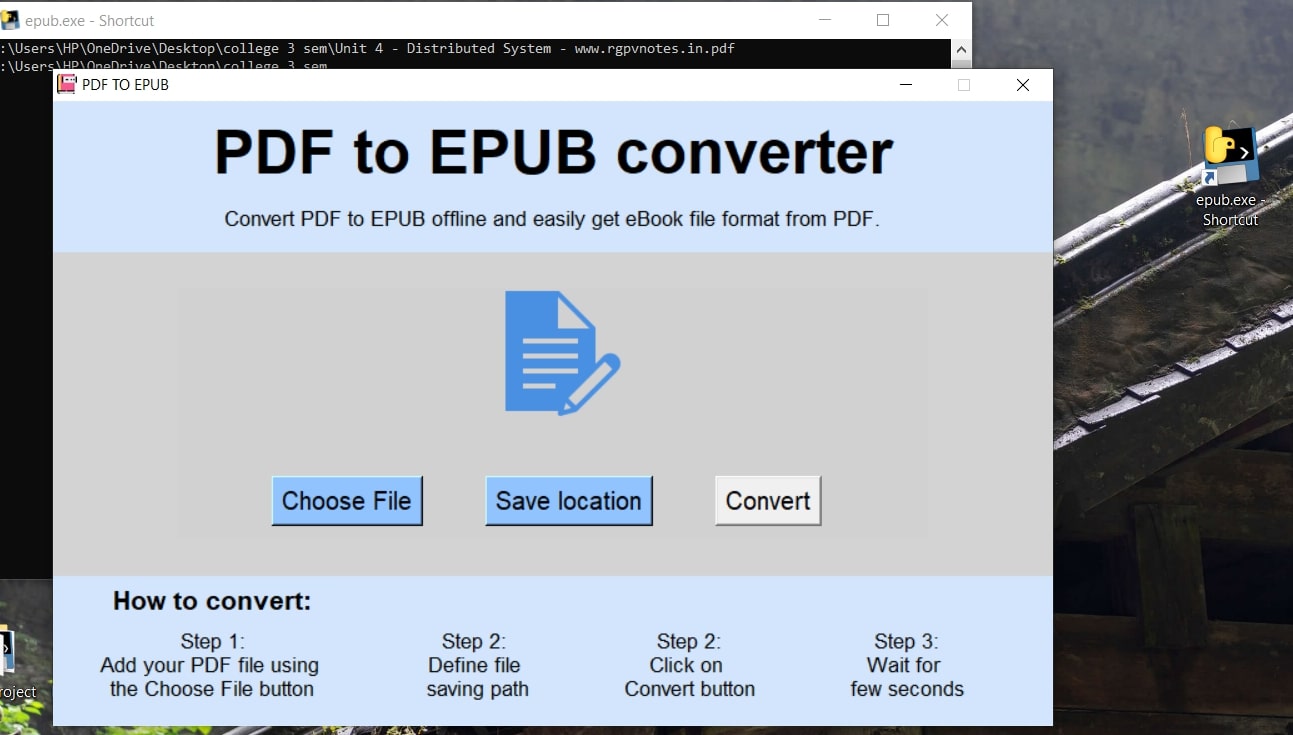 epub.exe - Shortcut
:\Users\HP\OneDrive\Desktop\college 3 sem\Unit 4 - Distributed System - www.rgpvnotes.in.pdf
:\Users\HP\OneDrive\Desktop\college 3 sem
PDF TO EPUB
PDF to EPUB converter
Convert PDF to EPUB offline and easily get eBook file format from PDF.
epub.exe -
Shortcut
Choose File
Save location
Convert
How to convert:
Step 1:
Add your PDF file using
the Choose File button
Step 2:
Define file
saving path
Step 2:
Click on
Convert button
Step 3:
Wait for
few seconds
roject